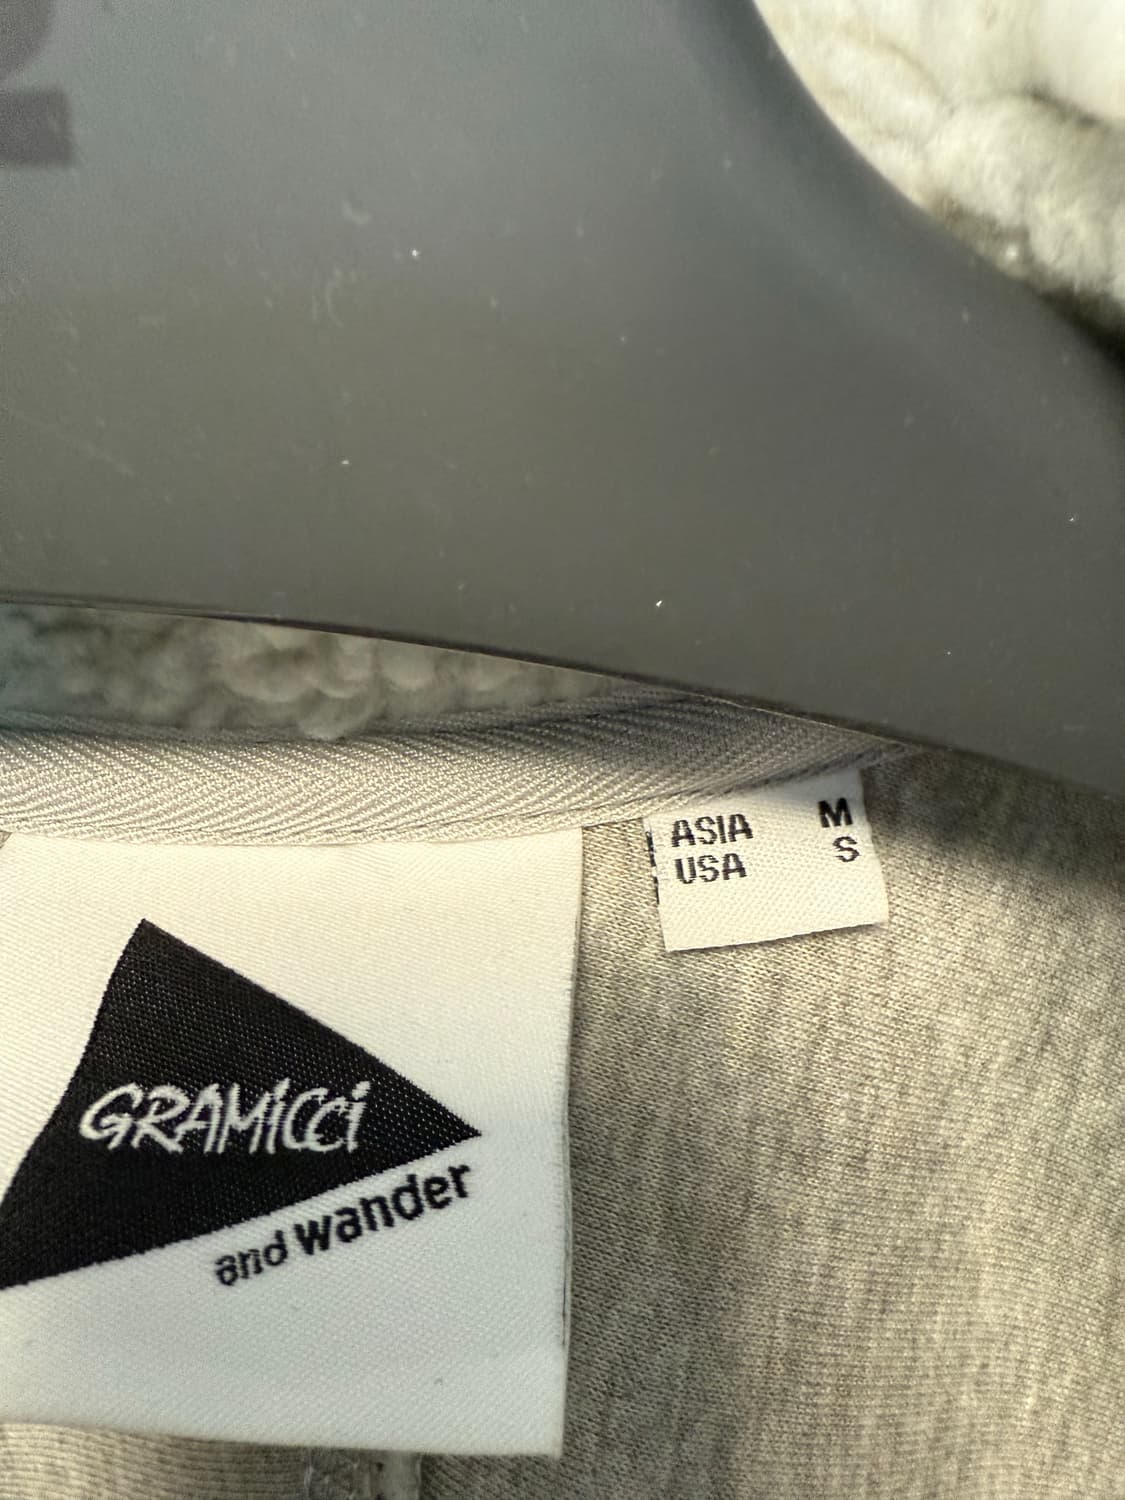 ASIA M
USA S
GRAMICCI
and wander